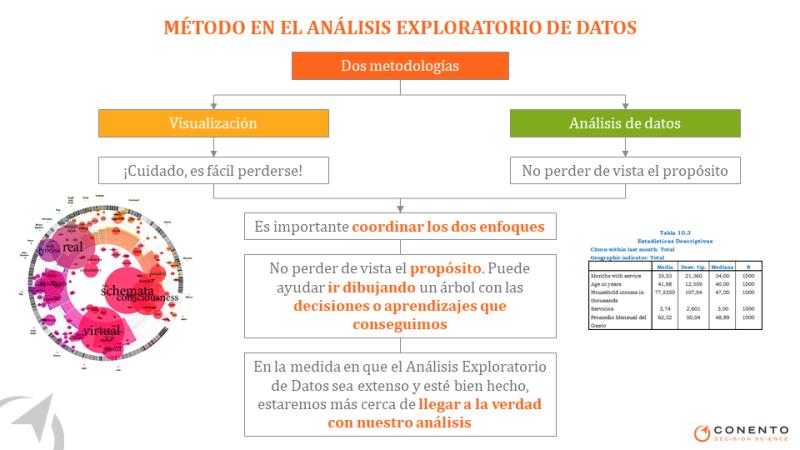 MÉTODO EN EL ANÁLISIS EXPLORATORIO DE DATOS
Dos metodologías
Visualización
Análisis de datos
¡Cuidado, es fácil perderse!
No perder de vista el propósito
Es importante coordinar los dos enfoques
No perder de vista el propósito. Puede
ayudar ir dibujando un árbol con las
decisiones o aprendizajes que
conseguimos
En la medida en que el Análisis Exploratorio
de Datos sea extenso y esté bien hecho,
estaremos más cerca de llegar a la verdad
con nuestro análisis
real
schemata
consciousness
virtual
Tabla 10.3
Estadísticas Descriptivas
Churn within last month: Total
Geographic indicator: Total
Media Desv. típ. Mediana N
Months with service 35,53 21,360 34,00 1000
Age in years 41,68 12,559 40,00 1000
Household income in
thousands 77,5350 107,04 47,00 1000
Servicios 3,74 2,601 3,00 1000
Promedio Mensual del
Gasto 62,32 50,04 48,89 1000
CONENTO
DECISION SCIENCE